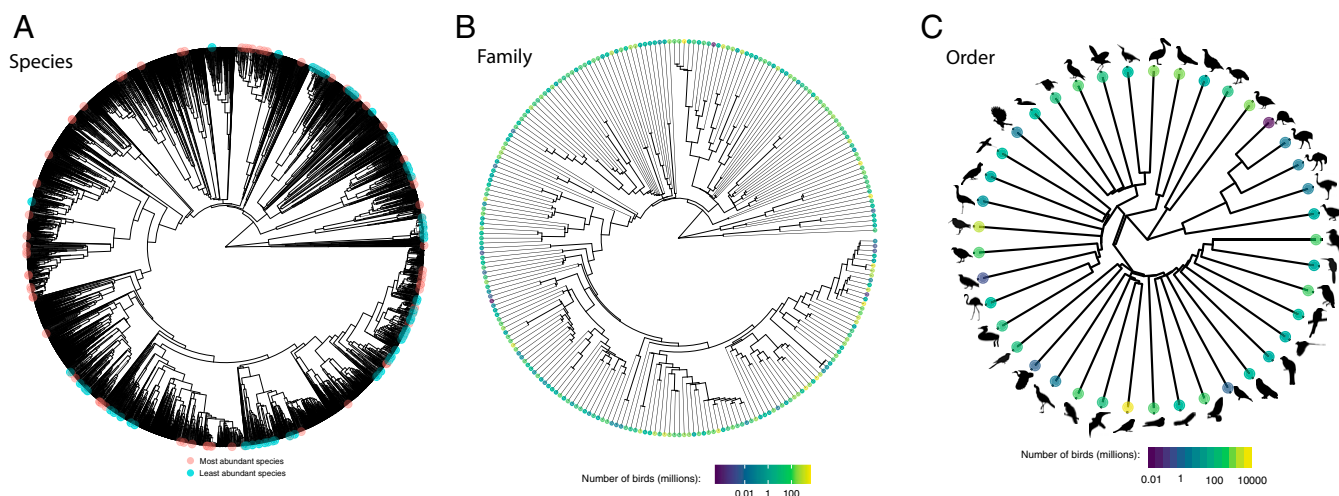 A
Species
Most abundant species
Least abundant species
B
Family
Number of birds (millions):
0.01 1 100
C
Order
Number of birds (millions):
0.01 1 100 10000